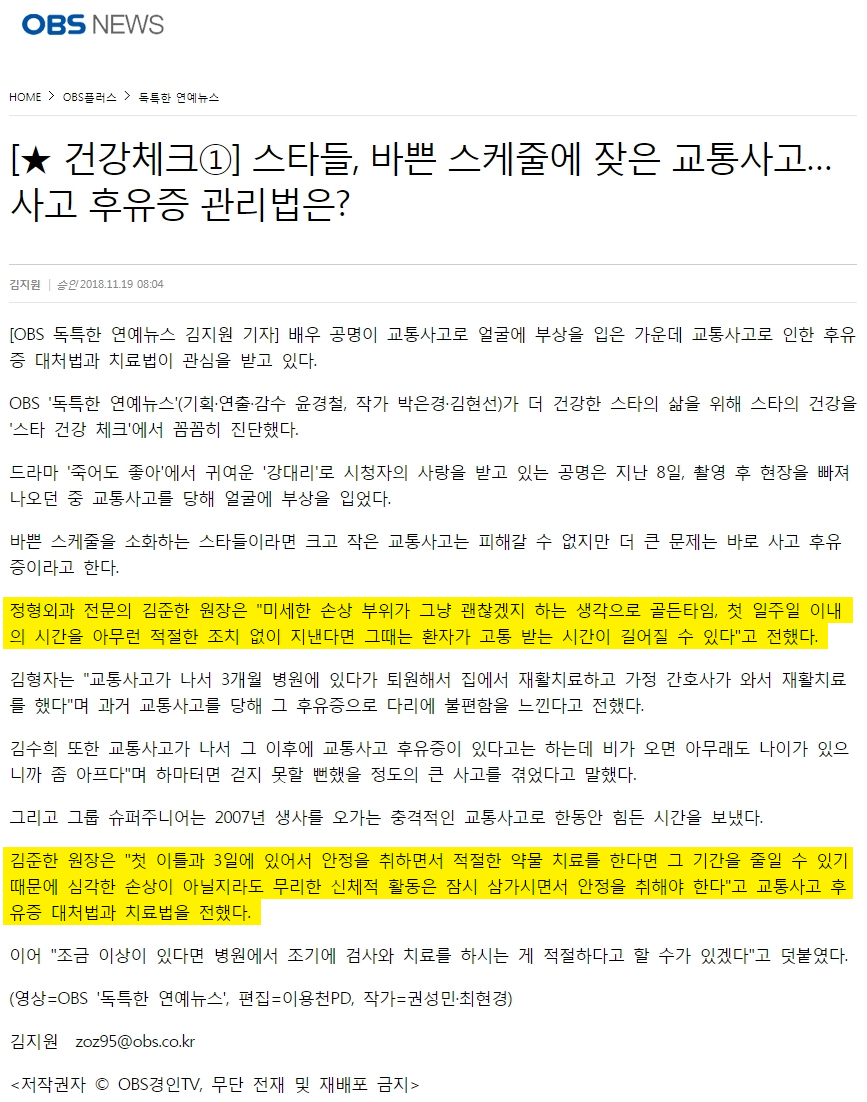 OBS NEWS
HOME > OBS플러스 > 독특한 연예뉴스
[★ 건강체크①] 스타들, 바쁜 스케줄에 잦은 교통사고...
사고 후유증 관리법은?
김지원 | 승인 2018.11.19 08:04
[OBS 독특한 연예뉴스 김지원 기자] 배우 공명이 교통사고로 얼굴에 부상을 입은 가운데 교통사고로 인한 후유
증 대처법과 치료법이 관심을 받고 있다.
OBS '독특한 연예뉴스'(기획·연출·감수 윤경철, 작가 박은경·김현선)가 더 건강한 스타의 삶을 위해 스타의 건강을
'스타 건강 체크'에서 꼼꼼히 진단했다.
드라마 '죽어도 좋아'에서 귀여운 '강대리'로 시청자의 사랑을 받고 있는 공명은 지난 8일, 촬영 후 현장을 빠져
나오던 중 교통사고를 당해 얼굴에 부상을 입었다.
바쁜 스케줄을 소화하는 스타들이라면 크고 작은 교통사고는 피해갈 수 없지만 더 큰 문제는 바로 사고 후유
증이라고 한다.
정형외과 전문의 김준한 원장은 "미세한 손상 부위가 그냥 괜찮겠지 하는 생각으로 골든타임, 첫 일주일 이내
의 시간을 아무런 적절한 조치 없이 지낸다면 그때는 환자가 고통 받는 시간이 길어질 수 있다"고 전했다.
김형자는 "교통사고가 나서 3개월 병원에 있다가 퇴원해서 집에서 재활치료하고 가정 간호사가 와서 재활치료
를 했다"며 과거 교통사고를 당해 그 후유증으로 다리에 불편함을 느낀다고 전했다.
김수희 또한 교통사고가 나서 그 이후에 교통사고 후유증이 있다고는 하는데 비가 오면 아무래도 나이가 있으
니까 좀 아프다"며 하마터면 걷지 못할 뻔했을 정도의 큰 사고를 겪었다고 말했다.
그리고 그룹 슈퍼주니어는 2007년 생사를 오가는 충격적인 교통사고로 한동안 힘든 시간을 보냈다.
김준한 원장은 "첫 이틀과 3일에 있어서 안정을 취하면서 적절한 약물 치료를 한다면 그 기간을 줄일 수 있기
때문에 심각한 손상이 아닐지라도 무리한 신체적 활동은 잠시 삼가시면서 안정을 취해야 한다"고 교통사고 후
유증 대처법과 치료법을 전했다.
이어 "조금 이상이 있다면 병원에서 조기에 검사와 치료를 하시는 게 적절하다고 할 수가 있겠다"고 덧붙였다.
(영상=OBS '독특한 연예뉴스', 편집=이용천PD, 작가=권성민·최현경)
김지원 zoz95@obs.co.kr
<저작권자 © OBS경인TV, 무단 전재 및 재배포 금지>